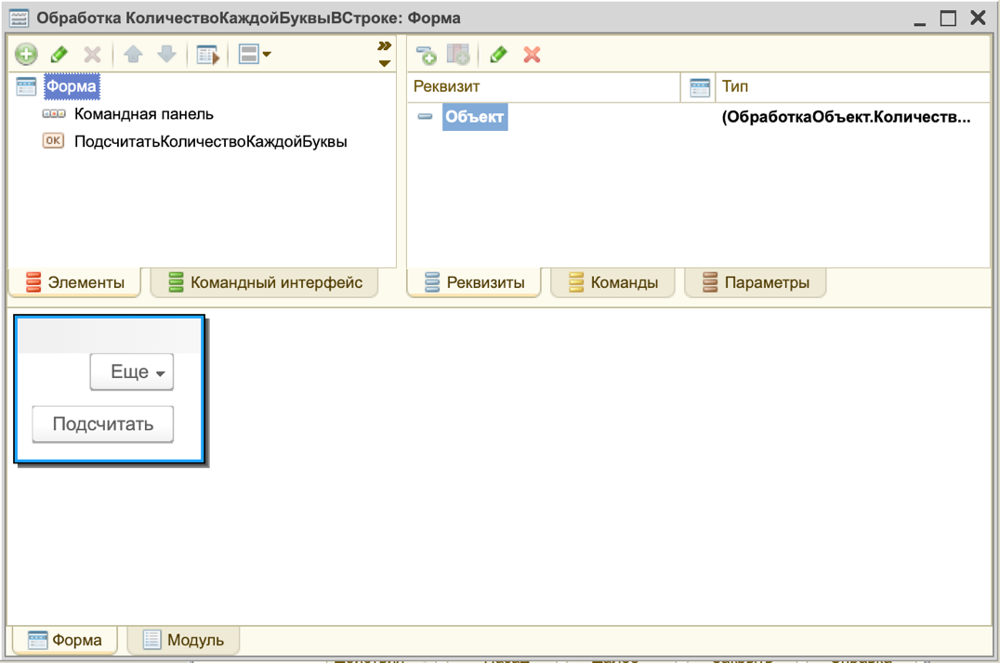 Обработка КоличествоКаждойБуквыВСтроке: Форма
Форма
Командная панель
OK ПодсчитатьКоличествоКаждойБуквы
Реквизит Тип
Объект (ОбработкаОбъект.Количеств...
Элементы Командный интерфейс Реквизиты Команды Параметры
Еще
Подсчитать
Форма Модуль